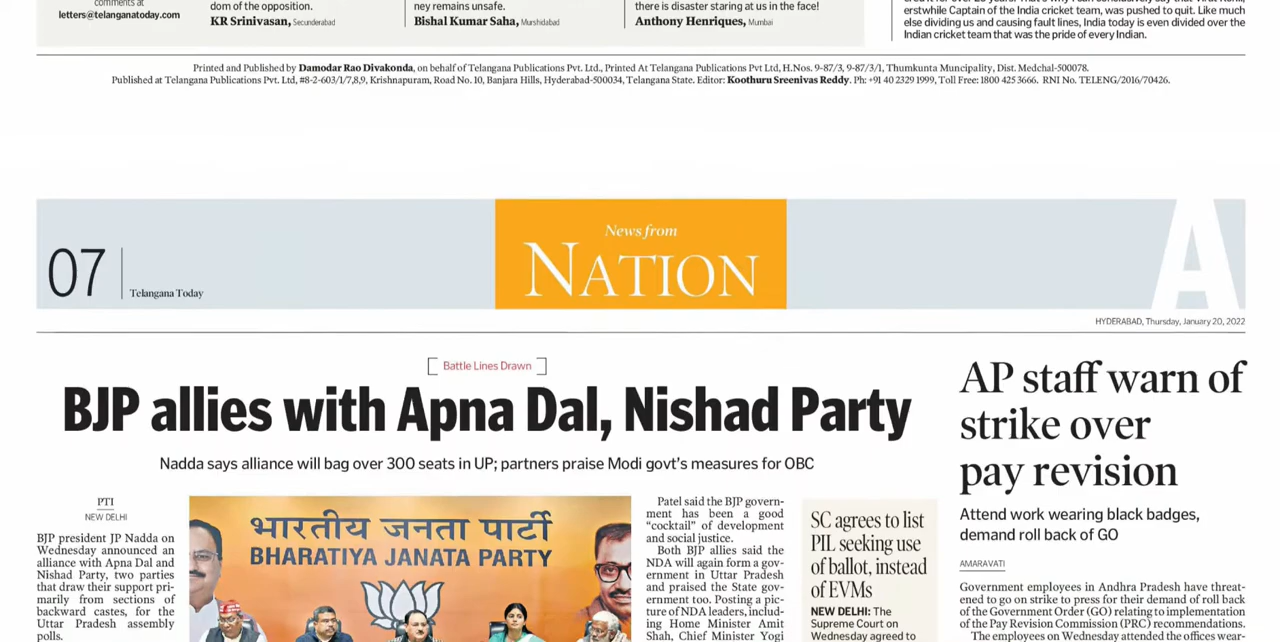 comments at
letters@telanganatoday.com
dom of the opposition.
KR Srinivasan, Secunderabad
ney remains unsafe.
Bishal Kumar Saha, Murshidabad
there is disaster staring at us in the face!
Anthony Henriques, Mumbai
erstwhile Captain of the India cricket team, was pushed to quit. Like much
else dividing us and causing fault lines, India today is even divided over the
Indian cricket team that was the pride of every Indian.
Printed and Published by Damodar Rao Divakonda, on behalf of Telangana Publications Pvt. Ltd., Printed At Telangana Publications Pvt Ltd, H.Nos. 9-87/3, 9-87/3/1, Thumkunta Muncipality, Dist. Medchal-500078.
Published at Telangana Publications Pvt. Ltd, #8-2-603/1/7,8,9, Krishnapuram, Road No. 10, Banjara Hills, Hyderabad-500034, Telangana State. Editor: Koothuru Sreenivas Reddy. Ph: +91 40 2329 1999, Toll Free: 1800 425 3666. RNI No. TELENG/2016/70426.
07
Telangana Today
News from
NATION
A
HYDERABAD, Thursday, January 20, 2022
Battle Lines Drawn
BJP allies with Apna Dal, Nishad Party
Nadda says alliance will bag over 300 seats in UP; partners praise Modi govt's measures for OBC
PTI
NEW DELHI
BJP president JP Nadda on
Wednesday announced an
alliance with Apna Dal and
Nishad Party, two parties
that draw their support pri-
marily from sections of
backward castes, for the
Uttar Pradesh assembly
polls.
भारतीय जनता पार्टी
BHARATIYA JANATA PARTY
Patel said the BJP govern-
ment has been a good
"cocktail" of development
and social justice.
Both BJP allies said the
NDA will again form a gov-
ernment in Uttar Pradesh
and praised the State gov-
ernment too. Posting a pic-
ture of NDA leaders, includ-
ing Home Minister Amit
Shah, Chief Minister Yogi
SC agrees to list
PIL seeking use
of ballot, instead
of EVMs
NEW DELHI: The
Supreme Court on
Wednesday agreed to
AP staff warn of
strike over
pay revision
Attend work wearing black badges,
demand roll back of GO
AMARAVATI
Government employees in Andhra Pradesh have threat-
ened to go on strike to press for their demand of roll back
of the Government Order (GO) relating to implementation
of the Pay Revision Commission (PRC) recommendations.
The employees on Wednesday attended the offices wear-